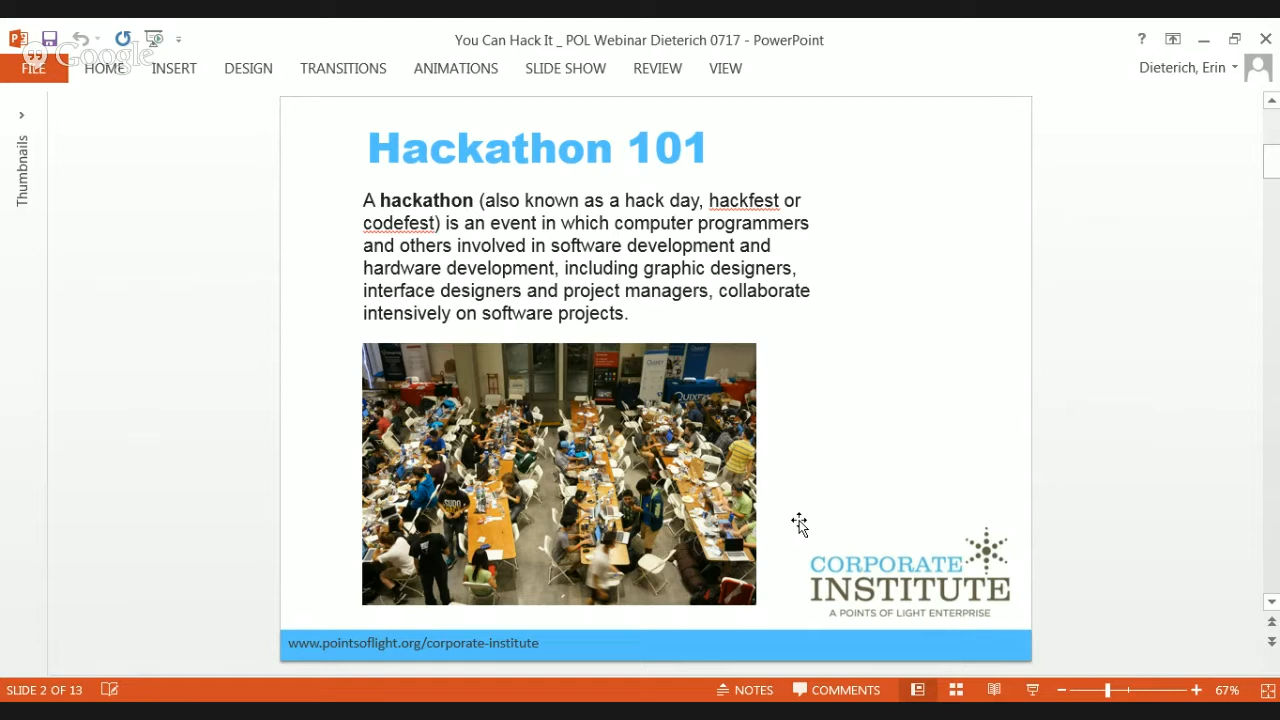 You Can Hack It _ POL Webinar Dieterich 0717 - PowerPoint
?
Google
FILE HOME INSERT DESIGN TRANSITIONS ANIMATIONS SLIDE SHOW REVIEW VIEW
Dieterich, Erin
Thumbnails
Hackathon 101
A hackathon (also known as a hack day, hackfest or
codefest) is an event in which computer programmers
and others involved in software development and
hardware development, including graphic designers,
interface designers and project managers, collaborate
intensively on software projects.
QUIXEY
CORPORATE
INSTITUTE
A POINTS OF LIGHT ENTERPRISE
www.pointsoflight.org/corporate-institute
SLIDE 2 OF 13
NOTES
COMMENTS
67%